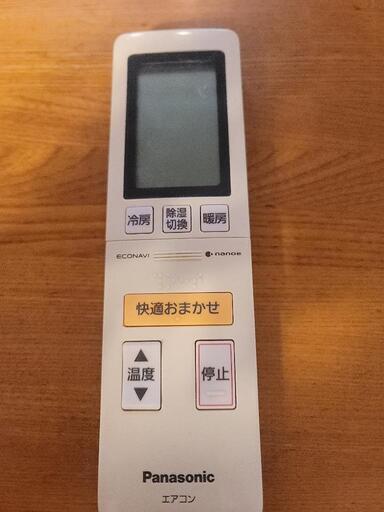 冷房
除湿
切換
暖房
ECONAVI
nanoe
快適おまかせ
温度
停止
Panasonic
エアコン